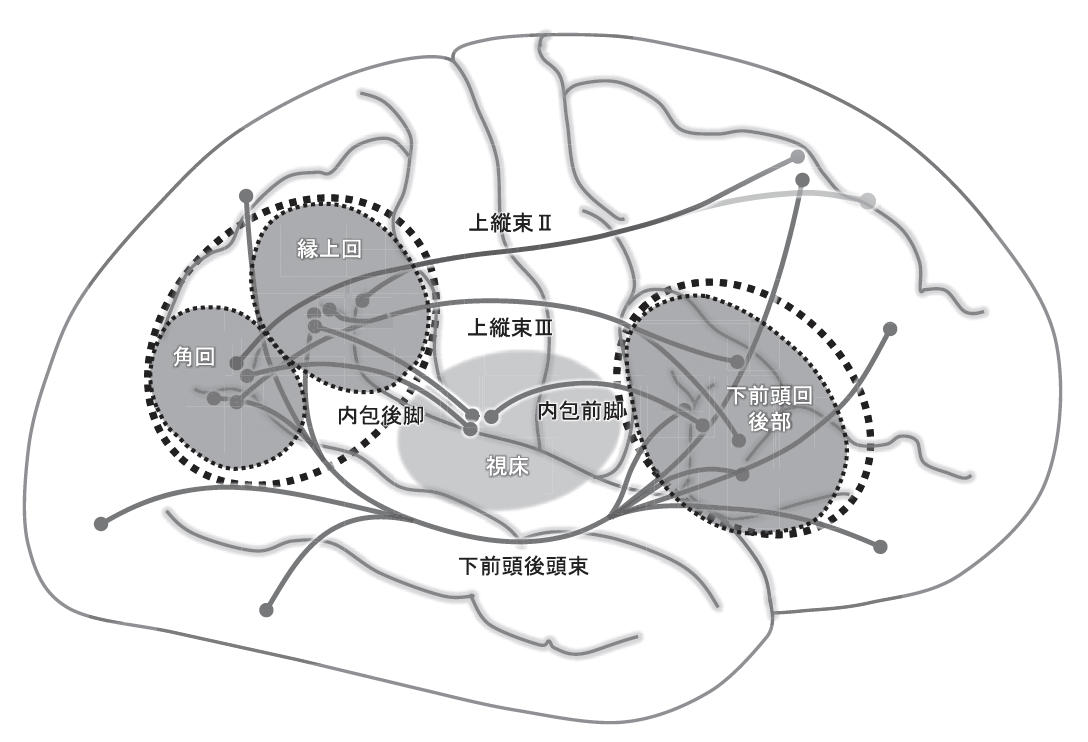 上縦束Ⅱ
縁上回
上縦束Ⅲ
角回
内包後脚
内包前脚
下前頭回
後部
視床
下前頭後頭束